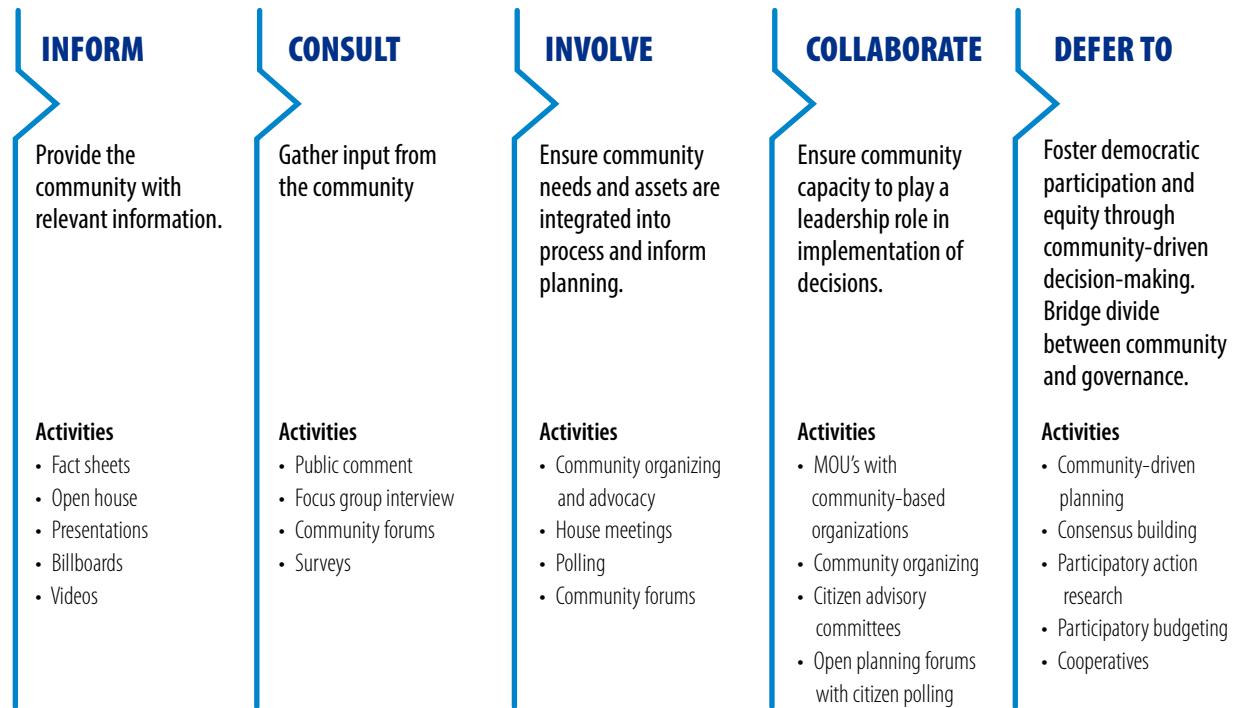 INFORM
Provide the
community with
relevant information.
Activities
• Fact sheets
• Open house
• Presentations
• Billboards
• Videos
CONSULT
Gather input from
the community
Activities
• Public comment
• Focus group interview
• Community forums
• Surveys
INVOLVE
Ensure community
needs and assets are
integrated into
process and inform
planning.
Activities
• Community organizing
and advocacy
• House meetings
• Polling
• Community forums
COLLABORATE
Ensure community
capacity to play a
leadership role in
implementation of
decisions.
Activities
• MOU's with
community-based
organizations
• Community organizing
• Citizen advisory
committees
• Open planning forums
with citizen polling
DEFER TO
Foster democratic
participation and
equity through
community-driven
decision-making.
Bridge divide
between community
and governance.
Activities
• Community-driven
planning
• Consensus building
• Participatory action
research
• Participatory budgeting
• Cooperatives